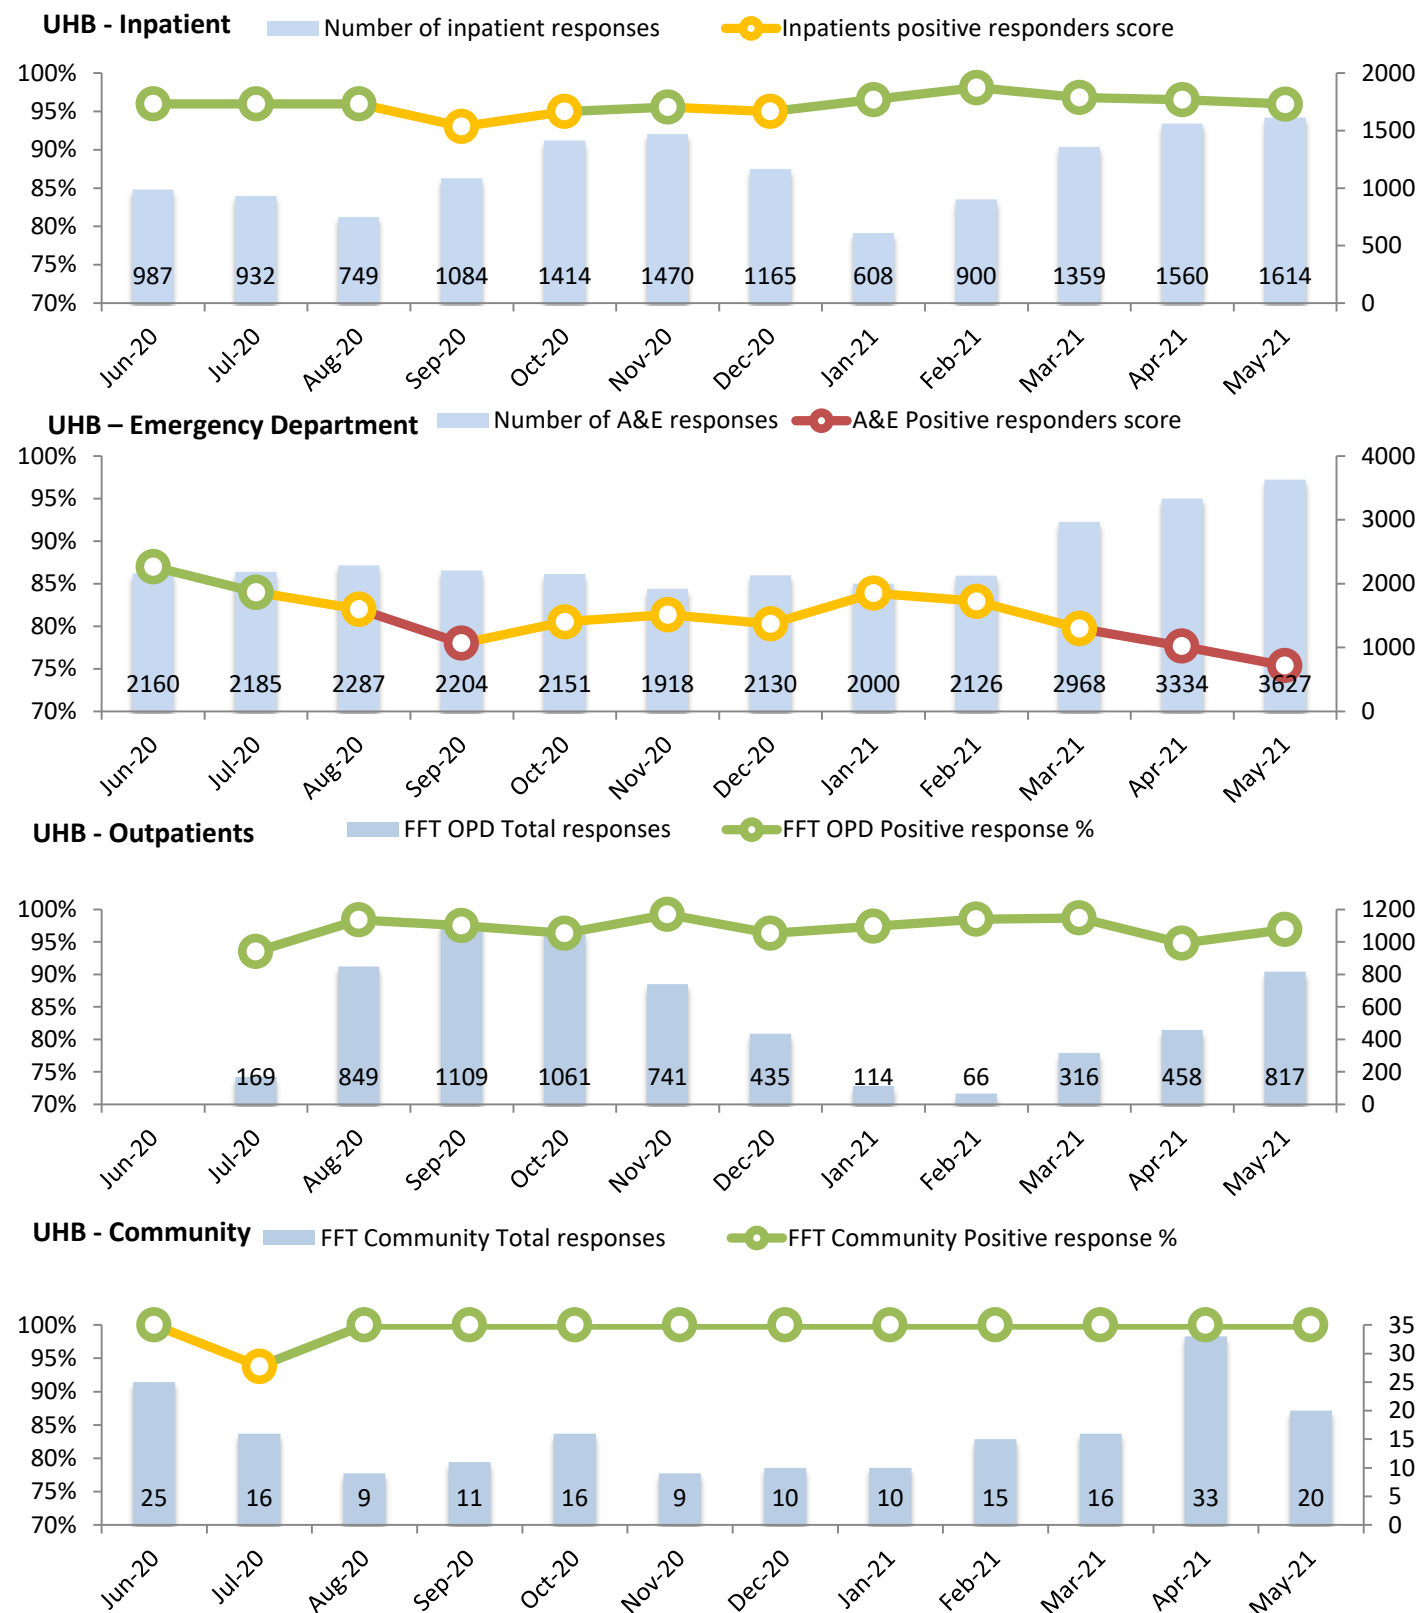 UHB - Inpatient Number of inpatient responses Inpatients positive responders score
100% 2000
95%
90% 1500
85% 1000
80%
75% 500
987 932 749 1084 1414 1470 1165 608 900 1359 1560 1614
70% 0
Jun-20 Jul-20 Aug-20 Sep-20 Oct-20 Nov-20 Dec-20 Jan-21 Feb-21 Mar-21 Apr-21 May-21
UHB – Emergency Department Number of A&E responses A&E Positive responders score
100% 4000
95%
90% 3000
85% 2000
80%
75% 1000
2160 2185 2287 2204 2151 1918 2130 2000 2126 2968 3334 3627
70% 0
Jun-20 Jul-20 Aug-20 Sep-20 Oct-20 Nov-20 Dec-20 Jan-21 Feb-21 Mar-21 Apr-21 May-21
UHB - Outpatients FFT OPD Total responses FFT OPD Positive response %
100% 1200
95% 1000
90% 800
85% 600
80% 400
75% 169 849 1109 1061 741 435 114 66 316 458 817 200
70% 0
Jun-20 Jul-20 Aug-20 Sep-20 Oct-20 Nov-20 Dec-20 Jan-21 Feb-21 Mar-21 Apr-21 May-21
UHB - Community FFT Community Total responses FFT Community Positive response %
100% 35
95% 30
90% 25
85% 20
80% 15
75% 10
25 16 9 11 16 9 10 10 15 16 33 20 5
70% 0
Jun-20 Jul-20 Aug-20 Sep-20 Oct-20 Nov-20 Dec-20 Jan-21 Feb-21 Mar-21 Apr-21 May-21